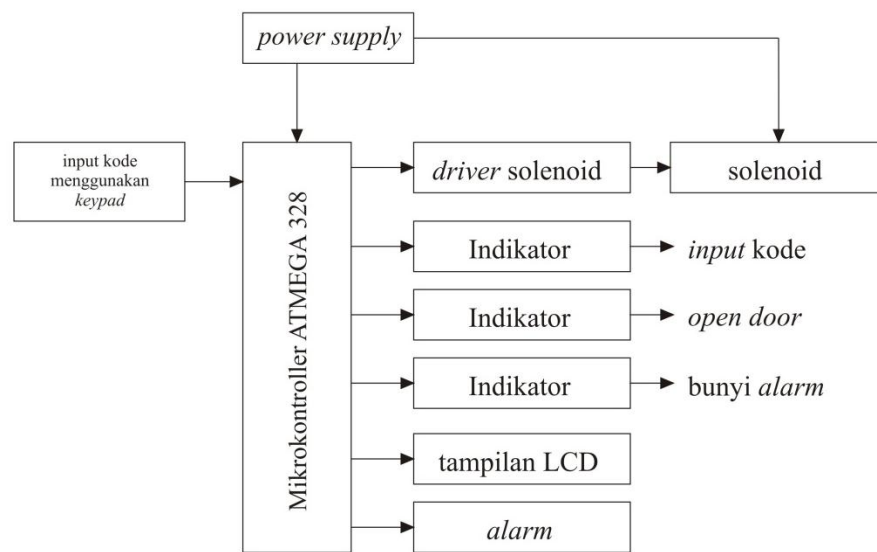 power supply
input kode
menggunakan
keypad
Mikrokontroller ATMEGA 328
driver solenoid
solenoid
Indikator
input kode
Indikator
open door
Indikator
bunyi alarm
tampilan LCD
alarm